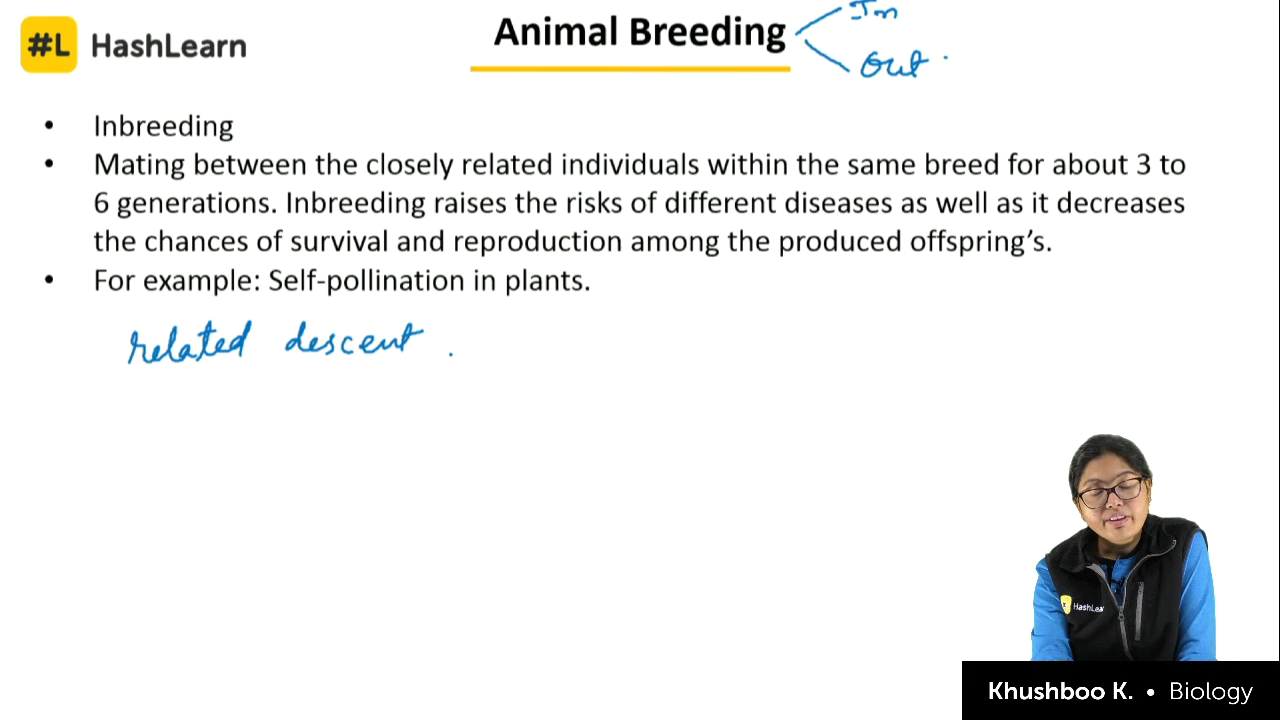 #L HashLearn
Animal Breeding
In
Out
• Inbreeding
• Mating between the closely related individuals within the same breed for about 3 to
6 generations. Inbreeding raises the risks of different diseases as well as it decreases
the chances of survival and reproduction among the produced offspring's.
• For example: Self-pollination in plants.
related descent .
HashLea
Khushboo K. • Biology